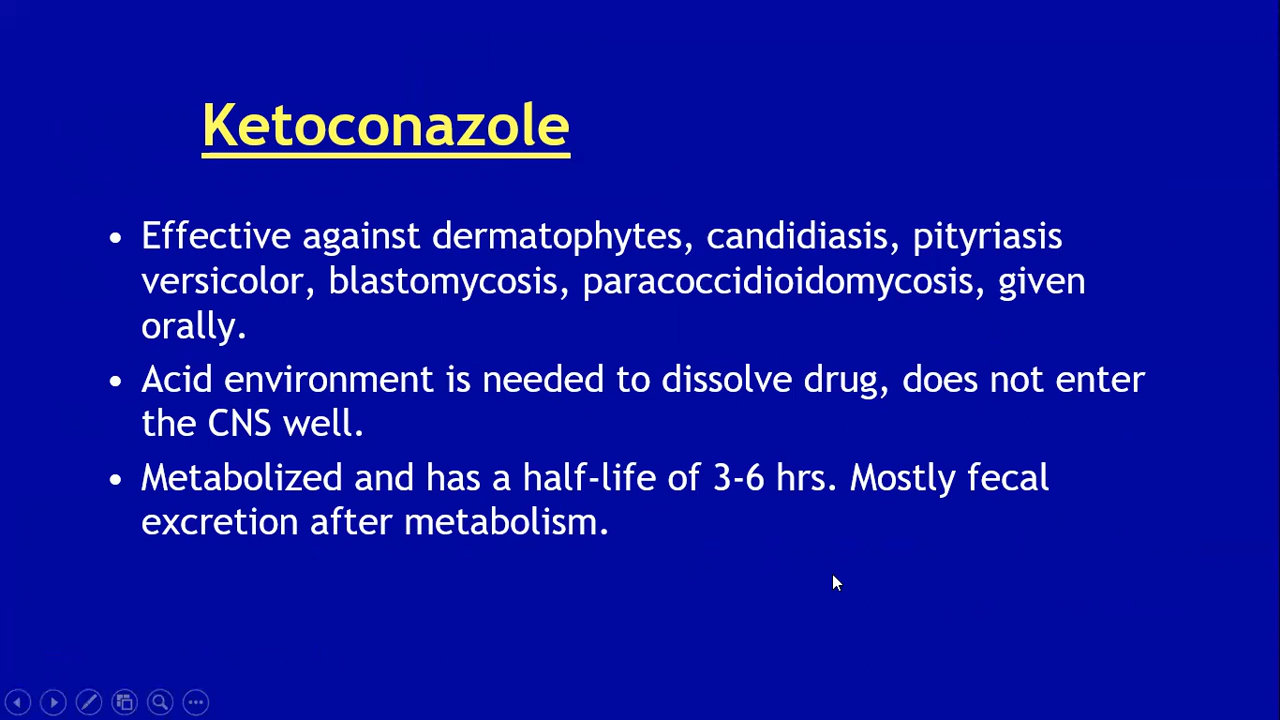 Ketoconazole
• Effective against dermatophytes, candidiasis, pityriasis
versicolor, blastomycosis, paracoccidioidomycosis, given
orally.
• Acid environment is needed to dissolve drug, does not enter
the CNS well.
• Metabolized and has a half-life of 3-6 hrs. Mostly fecal
excretion after metabolism.